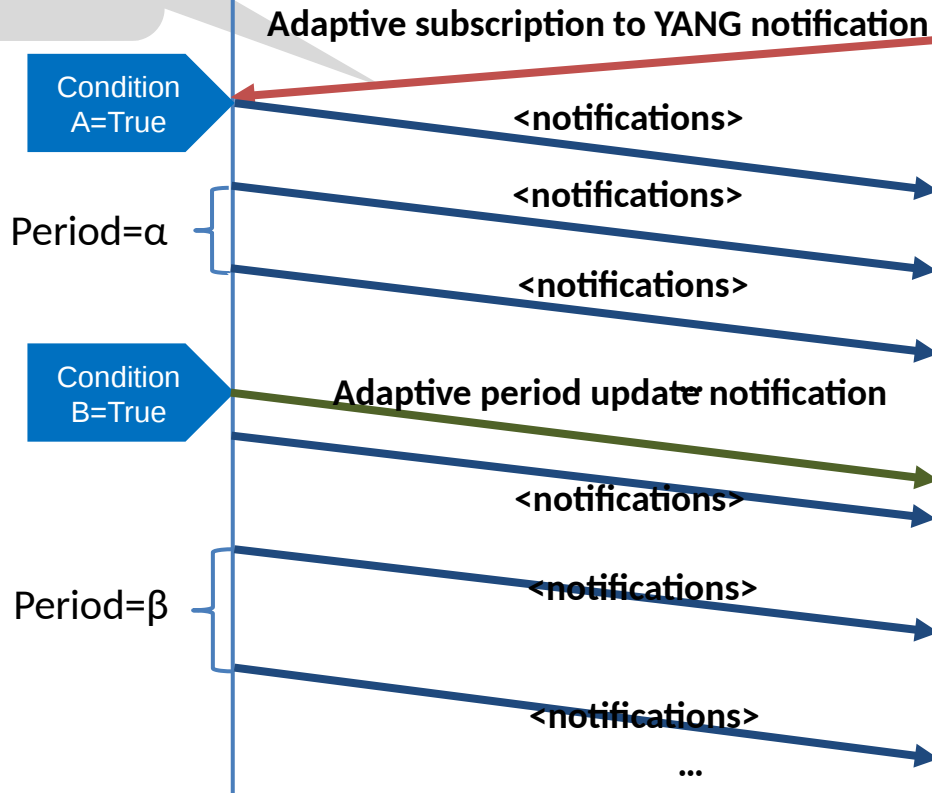 Adaptive subscription to YANG notification
Condition
A=True
<notifications>
<notifications>
Period=α
<notifications>
Condition
B=True
…
Adaptive period update notification
<notifications>
<notifications>
Period=β
<notifications>
…